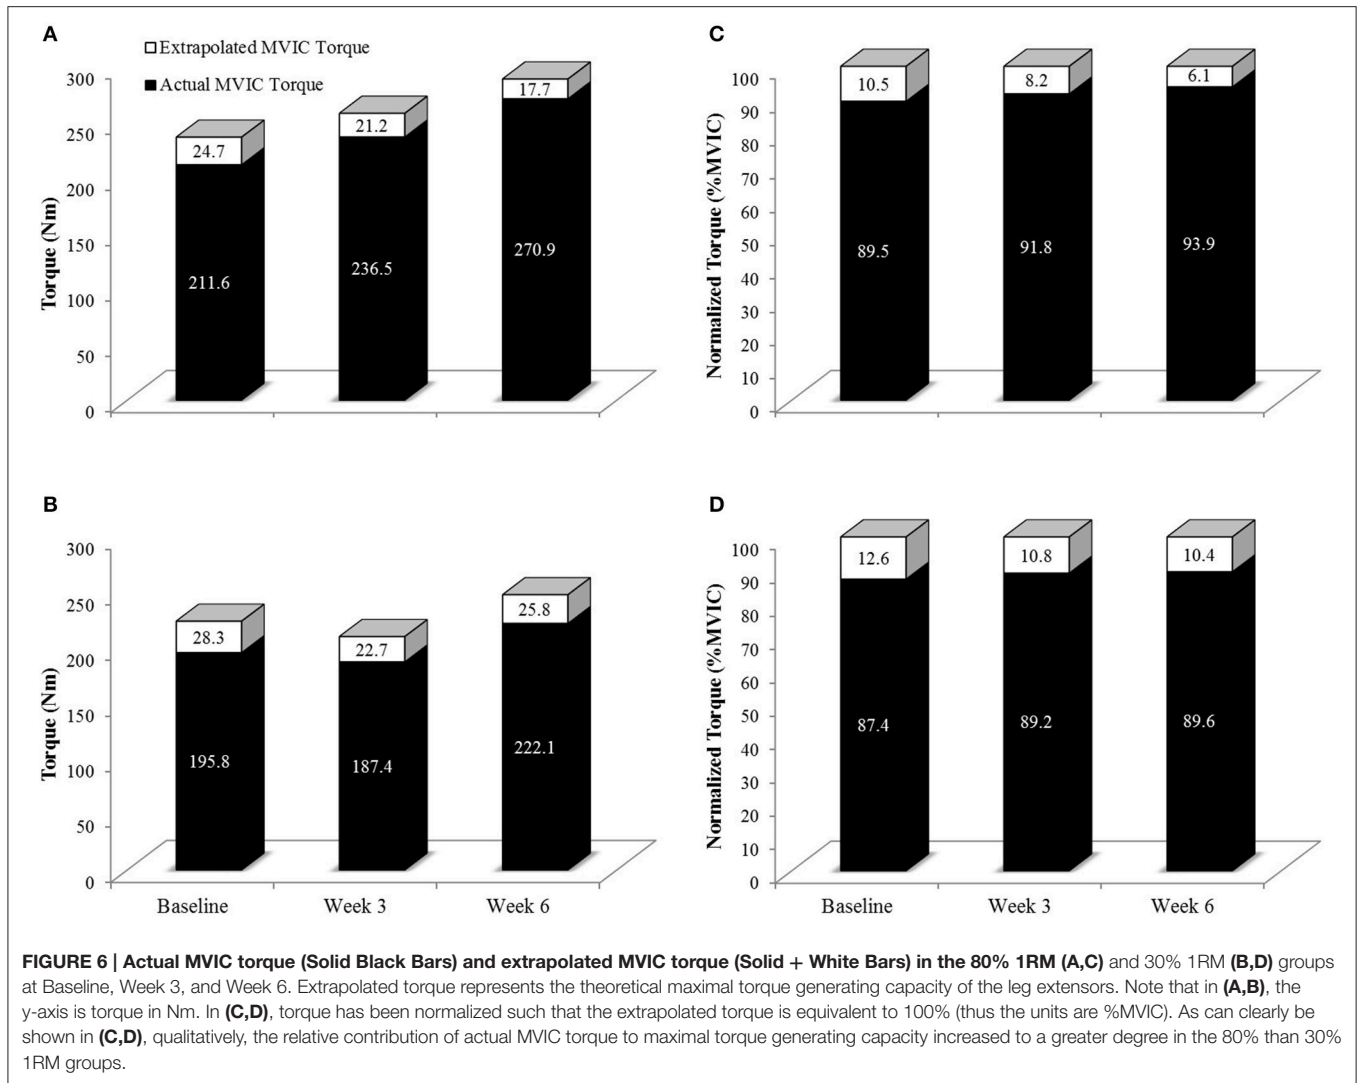 A
Extrapolated MVIC Torque
Actual MVIC Torque
Torque (Nm)
300
250
200
150
100
50
0
24.7
21.2
17.7
211.6
236.5
270.9
C
Normalized Torque (%MVIC)
100
90
80
70
60
50
40
30
20
10
0
10.5
8.2
6.1
89.5
91.8
93.9
B
Torque (Nm)
300
250
200
150
100
50
0
28.3
22.7
25.8
195.8
187.4
222.1
Baseline
Week 3
Week 6
D
Normalized Torque (%MVIC)
100
90
80
70
60
50
40
30
20
10
0
12.6
10.8
10.4
87.4
89.2
89.6
Baseline
Week 3
Week 6
FIGURE 6 | Actual MVIC torque (Solid Black Bars) and extrapolated MVIC torque (Solid + White Bars) in the 80% 1RM (A,C) and 30% 1RM (B,D) groups
at Baseline, Week 3, and Week 6. Extrapolated torque represents the theoretical maximal torque generating capacity of the leg extensors. Note that in (A,B), the
y-axis is torque in Nm. In (C,D), torque has been normalized such that the extrapolated torque is equivalent to 100% (thus the units are %MVIC). As can clearly be
shown in (C,D), qualitatively, the relative contribution of actual MVIC torque to maximal torque generating capacity increased to a greater degree in the 80% than 30%
1RM groups.